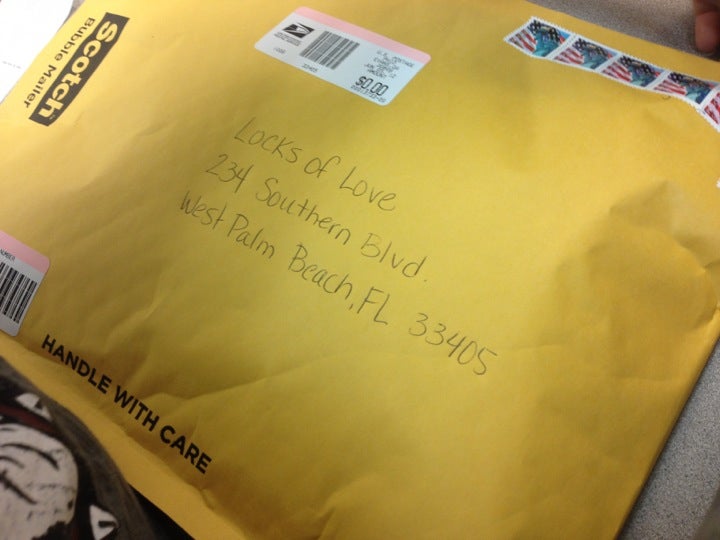 Scotch
Bubble Mailer
U.S. POSTAGE
$0.00
Locks of Love
234 Southern Blvd.
West Palm Beach, FL 33405
HANDLE WITH CARE